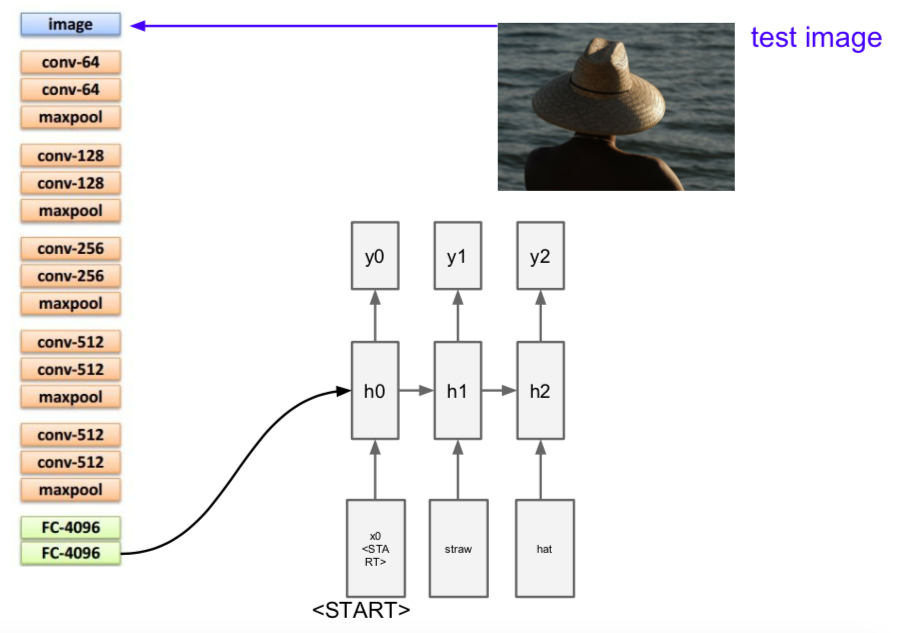 image
test image
conv-64
conv-64
maxpool
conv-128
conv-128
maxpool
conv-256
conv-256
maxpool
conv-512
conv-512
maxpool
conv-512
conv-512
maxpool
FC-4096
FC-4096
y0
y1
y2
h0
h1
h2
x0
<STA
RT>
straw
hat
<START>